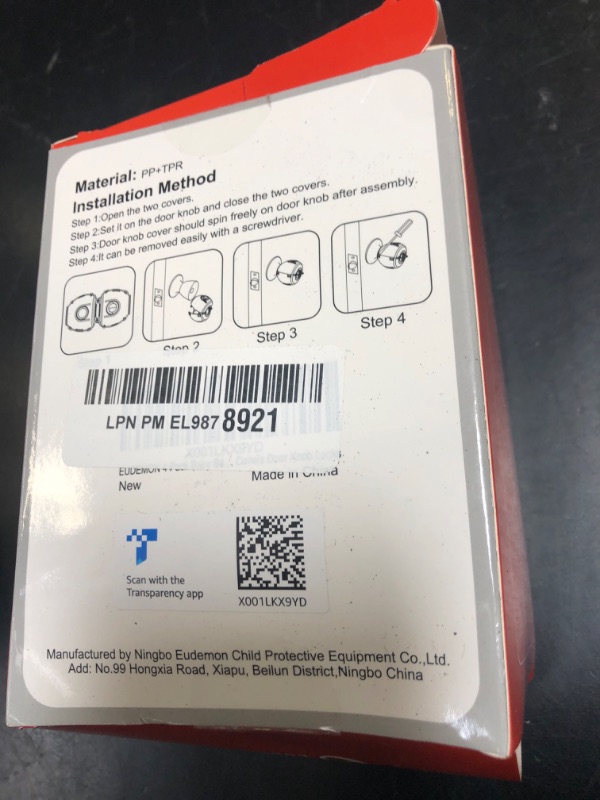 Material: PP+TPR
Installation Method
Step 1:Open the two covers.
Step 2:Set it on the door knob and close the two covers.
Step 3:Door knob cover should spin freely on door knob after assembly.
Step 4:It can be removed easily with a screwdriver.
Step 2
Step 3
Step 4
LPN PM EL987 8921
X001LKX9YD
EUDEMON
New
Made in China
Scan with the
Transparency app
X001LKX9YD
Manufactured by Ningbo Eudemon Child Protective Equipment Co.,Ltd.
Add: No.99 Hongxia Road, Xiapu, Beilun District,Ningbo China